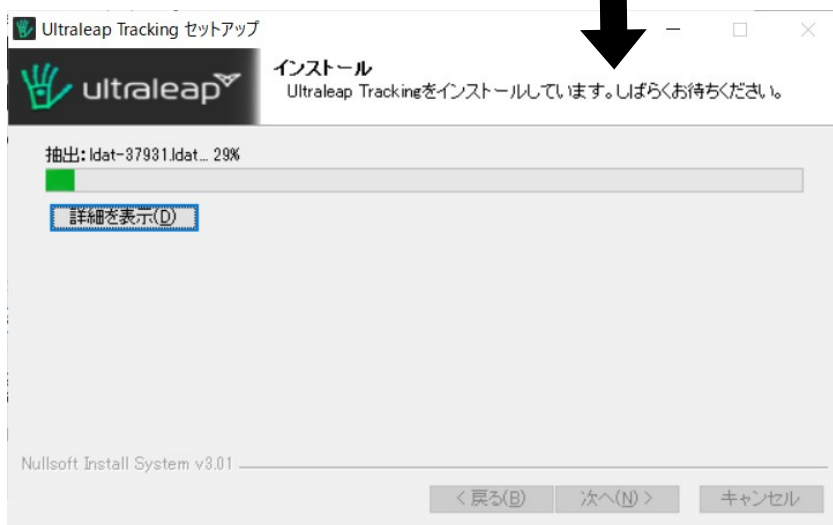 Ultraleap Tracking セットアップ
ultraleap
インストール
Ultraleap Trackingをインストールしています。しばらくお待ちください。
抽出: ldat-37931.ldat... 29%
詳細を表示(D)
Nullsoft Install System v3.01
< 戻る(B)
次へ(N) >
キャンセル